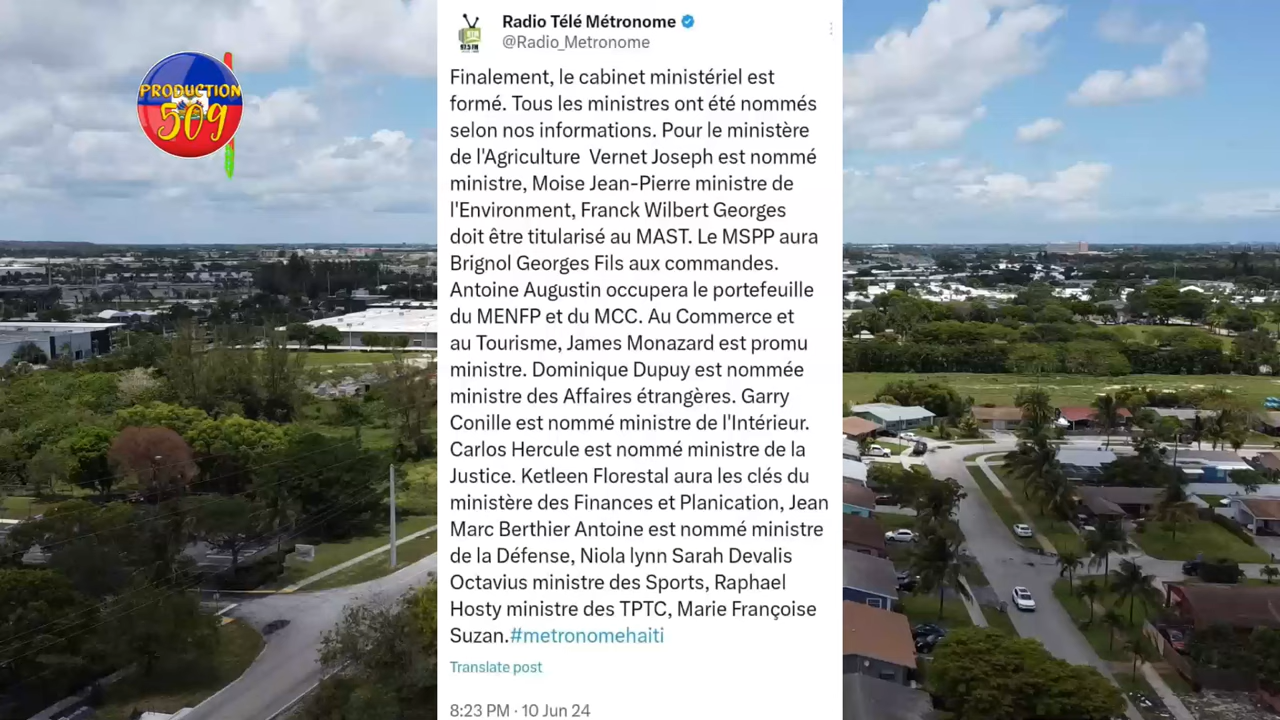 PRODUCTION
509
Radio Télé Métronome
@Radio_Metronome
Finalement, le cabinet ministériel est
formé. Tous les ministres ont été nommés
selon nos informations. Pour le ministère
de l'Agriculture  Vernet Joseph est nommé
ministre, Moise Jean-Pierre ministre de
l'Environment, Franck Wilbert Georges
doit être titularisé au MAST. Le MSPP aura
Brignol Georges Fils aux commandes.
Antoine Augustin occupera le portefeuille
du MENFP et du MCC. Au Commerce et
au Tourisme, James Monazard est promu
ministre. Dominique Dupuy est nommée
ministre des Affaires étrangères. Garry
Conille est nommé ministre de l'Intérieur.
Carlos Hercule est nommé ministre de la
Justice. Ketleen Florestal aura les clés du
ministère des Finances et Planication, Jean
Marc Berthier Antoine est nommé ministre
de la Défense, Niola lynn Sarah Devalis
Octavius ministre des Sports, Raphael
Hosty ministre des TPTC, Marie Françoise
Suzan.#metronomehaiti
Translate post
8:23 PM · 10 Jun 24